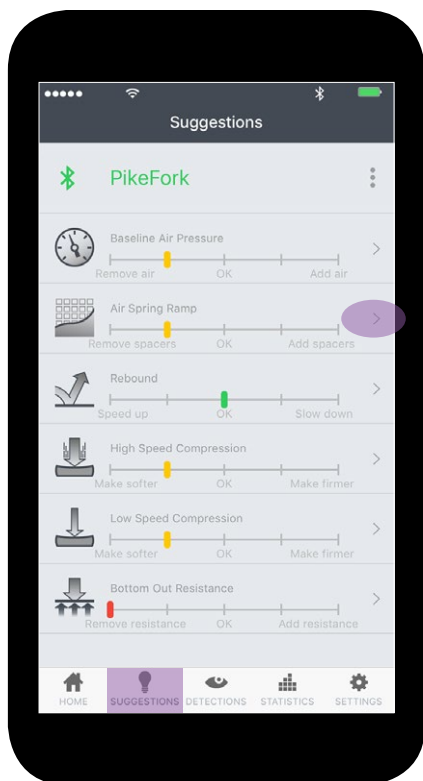 Suggestions
PikeFork
Baseline Air Pressure
Remove air OK Add air
Air Spring Ramp
Remove spacers OK Add spacers
Rebound
Speed up OK Slow down
High Speed Compression
Make softer OK Make firmer
Low Speed Compression
Make softer OK Make firmer
Bottom Out Resistance
Remove resistance OK Add resistance
HOME SUGGESTIONS DETECTIONS STATISTICS SETTINGS